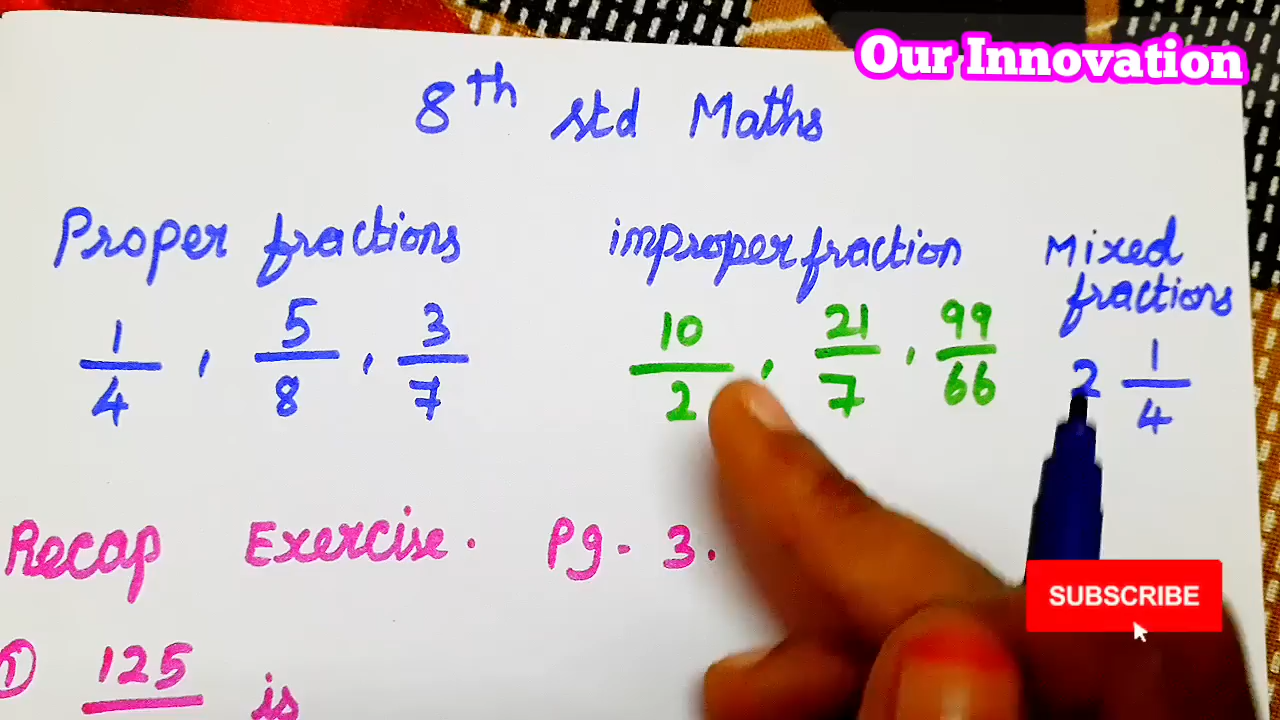 Our Innovation
8th std Maths
Proper fractions
improper fraction
Mixed
fractions
1/4 , 5/8 , 3/7
10/2 , 21/7 , 99/66
2 1/4
Recap Exercise. Pg - 3.
① 125 is
SUBSCRIBE